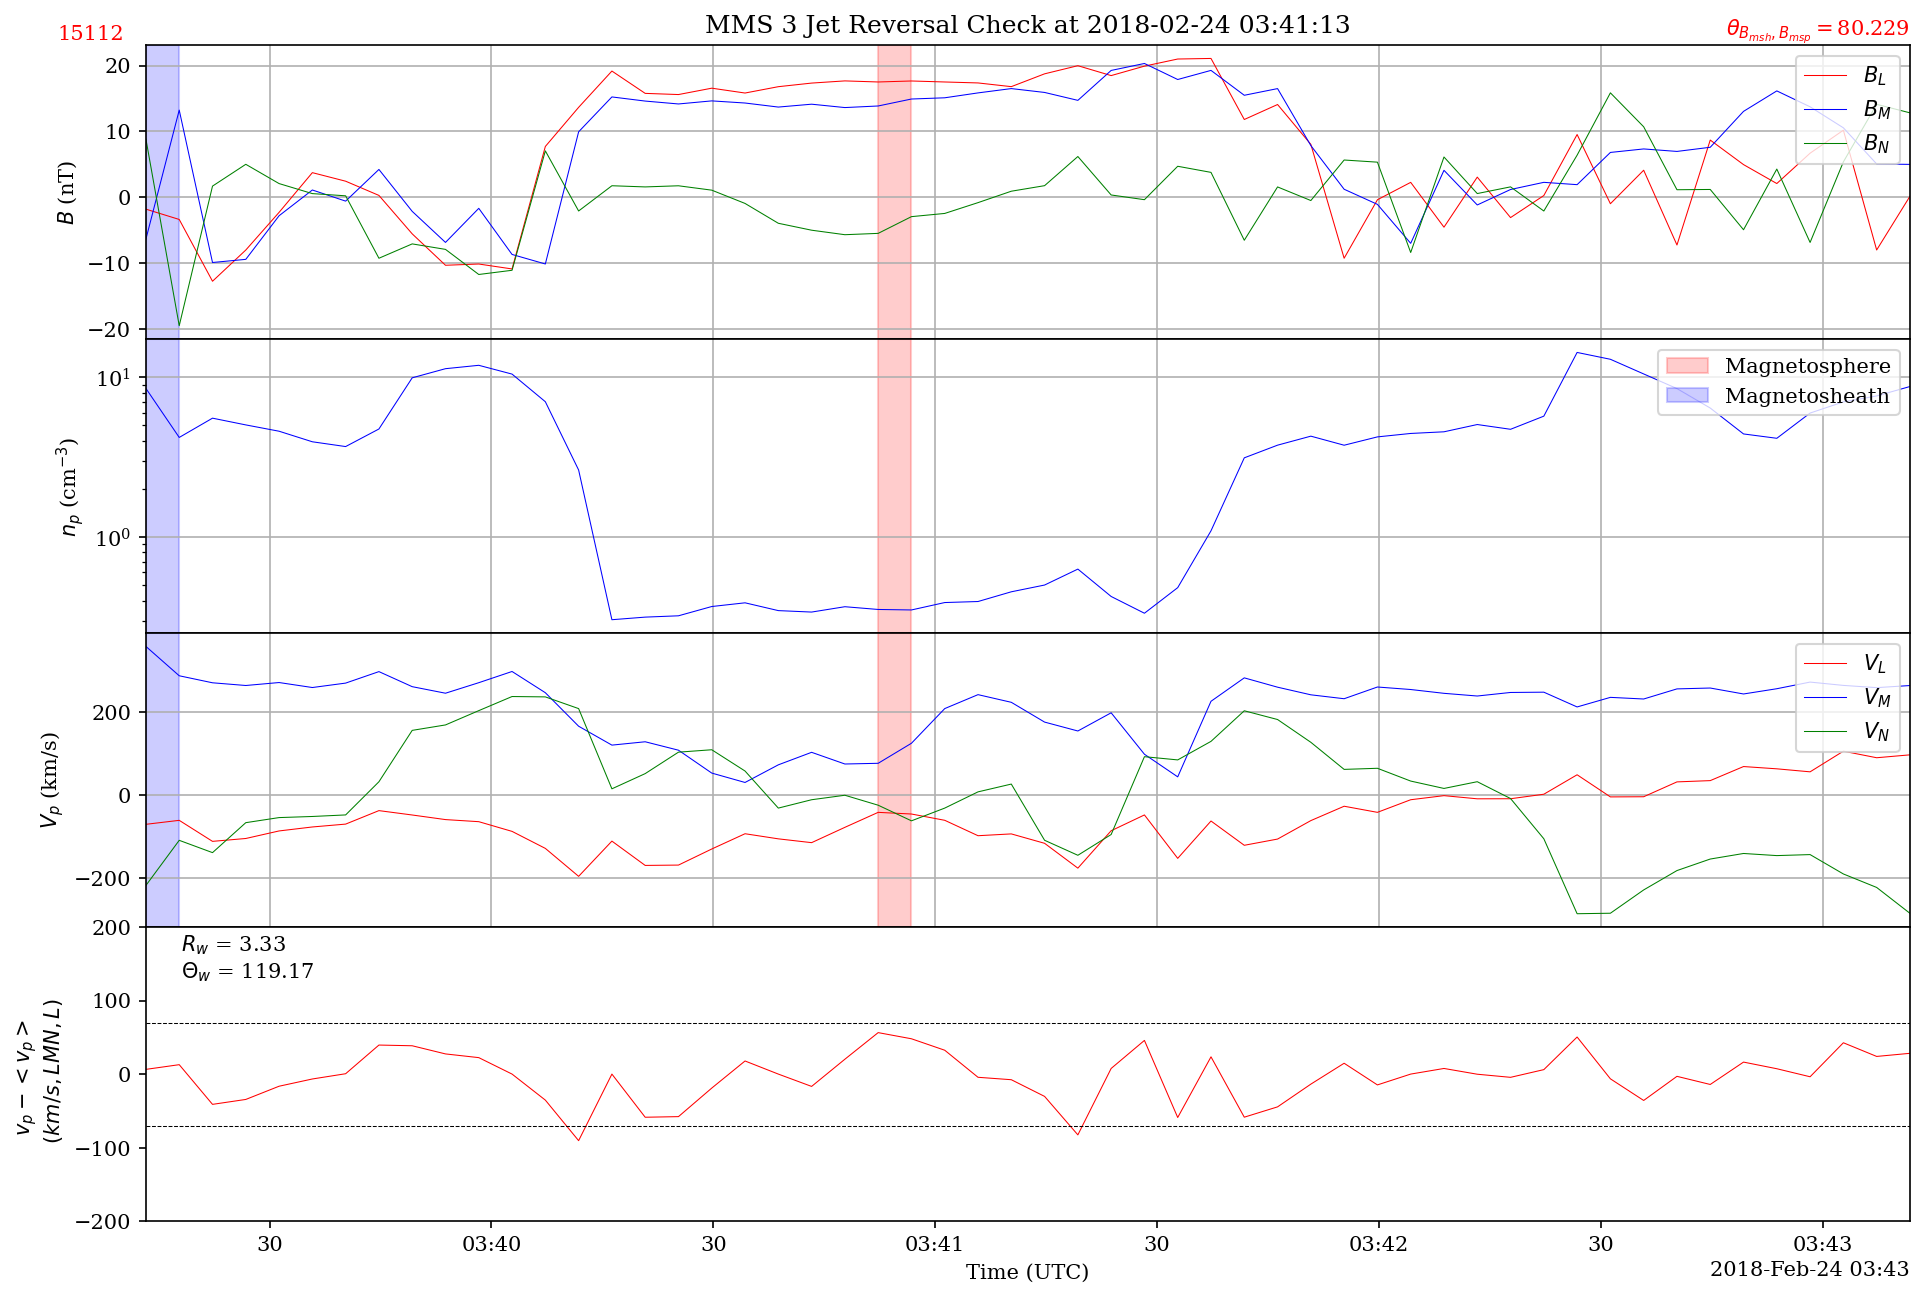 MMS 3 Jet Reversal Check at 2018-02-24 03:41:13
15112
θ_{B_{msh}, B_{msp}} = 80.229
20
10
0
−10
−20
B (nT)
B_L
B_M
B_N
10^1
10^0
n_p (cm^{−3})
Magnetosphere
Magnetosheath
200
0
−200
V_p (km/s)
V_L
V_M
V_N
200
100
0
−100
−200
v_p − < v_p >
(km/s, LMN, L)
R_w = 3.33
Θ_w = 119.17
30
03:40
30
03:41
30
03:42
30
03:43
Time (UTC)
2018-Feb-24 03:43